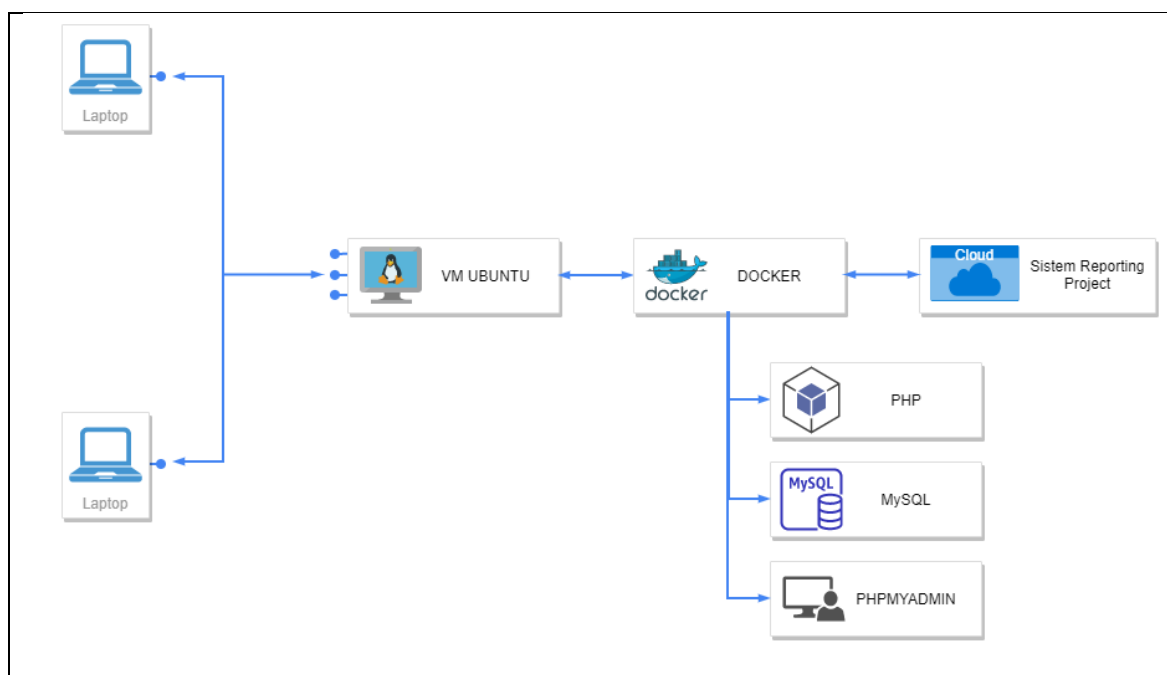 Laptop
VM UBUNTU
docker
DOCKER
Cloud
Sistem Reporting
Project
PHP
MySQL
MySQL
PHPMYADMIN
Laptop